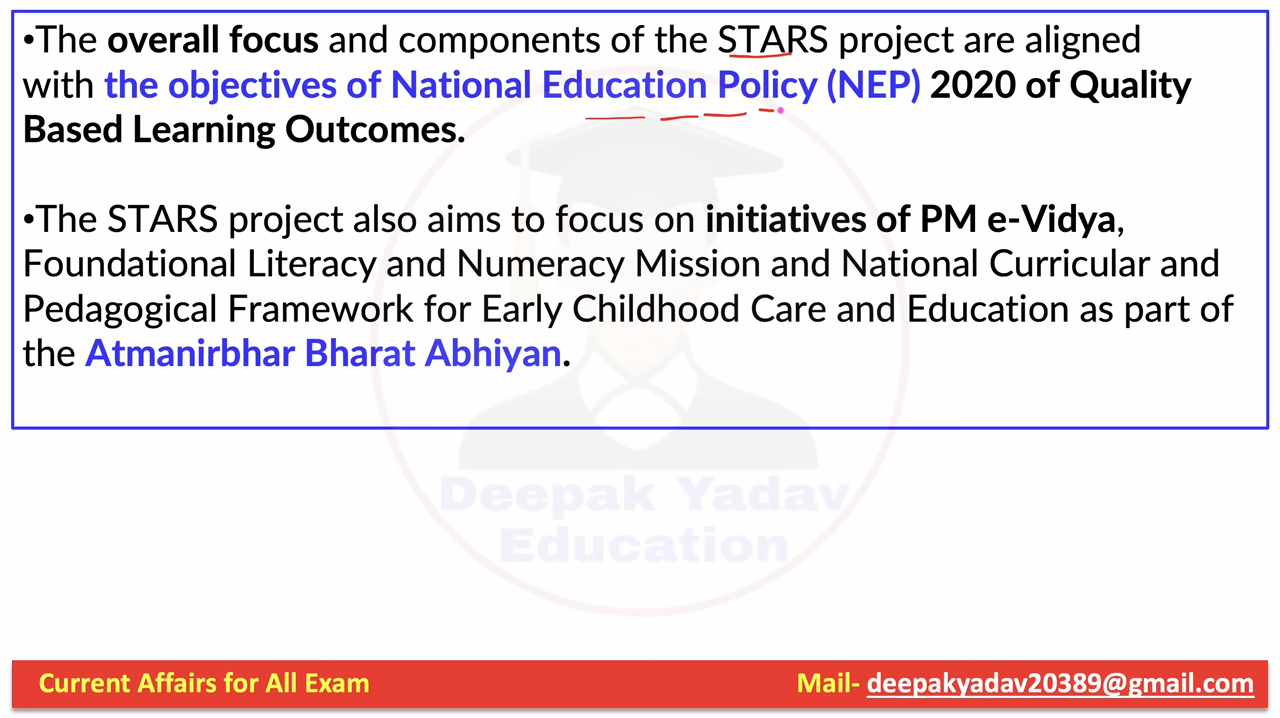 •The overall focus and components of the STARS project are aligned
with the objectives of National Education Policy (NEP) 2020 of Quality
Based Learning Outcomes.
•The STARS project also aims to focus on initiatives of PM e-Vidya,
Foundational Literacy and Numeracy Mission and National Curricular and
Pedagogical Framework for Early Childhood Care and Education as part of
the Atmanirbhar Bharat Abhiyan.
Deepak Yadav
Education
Current Affairs for All Exam
Mail- deepakyadav20389@gmail.com